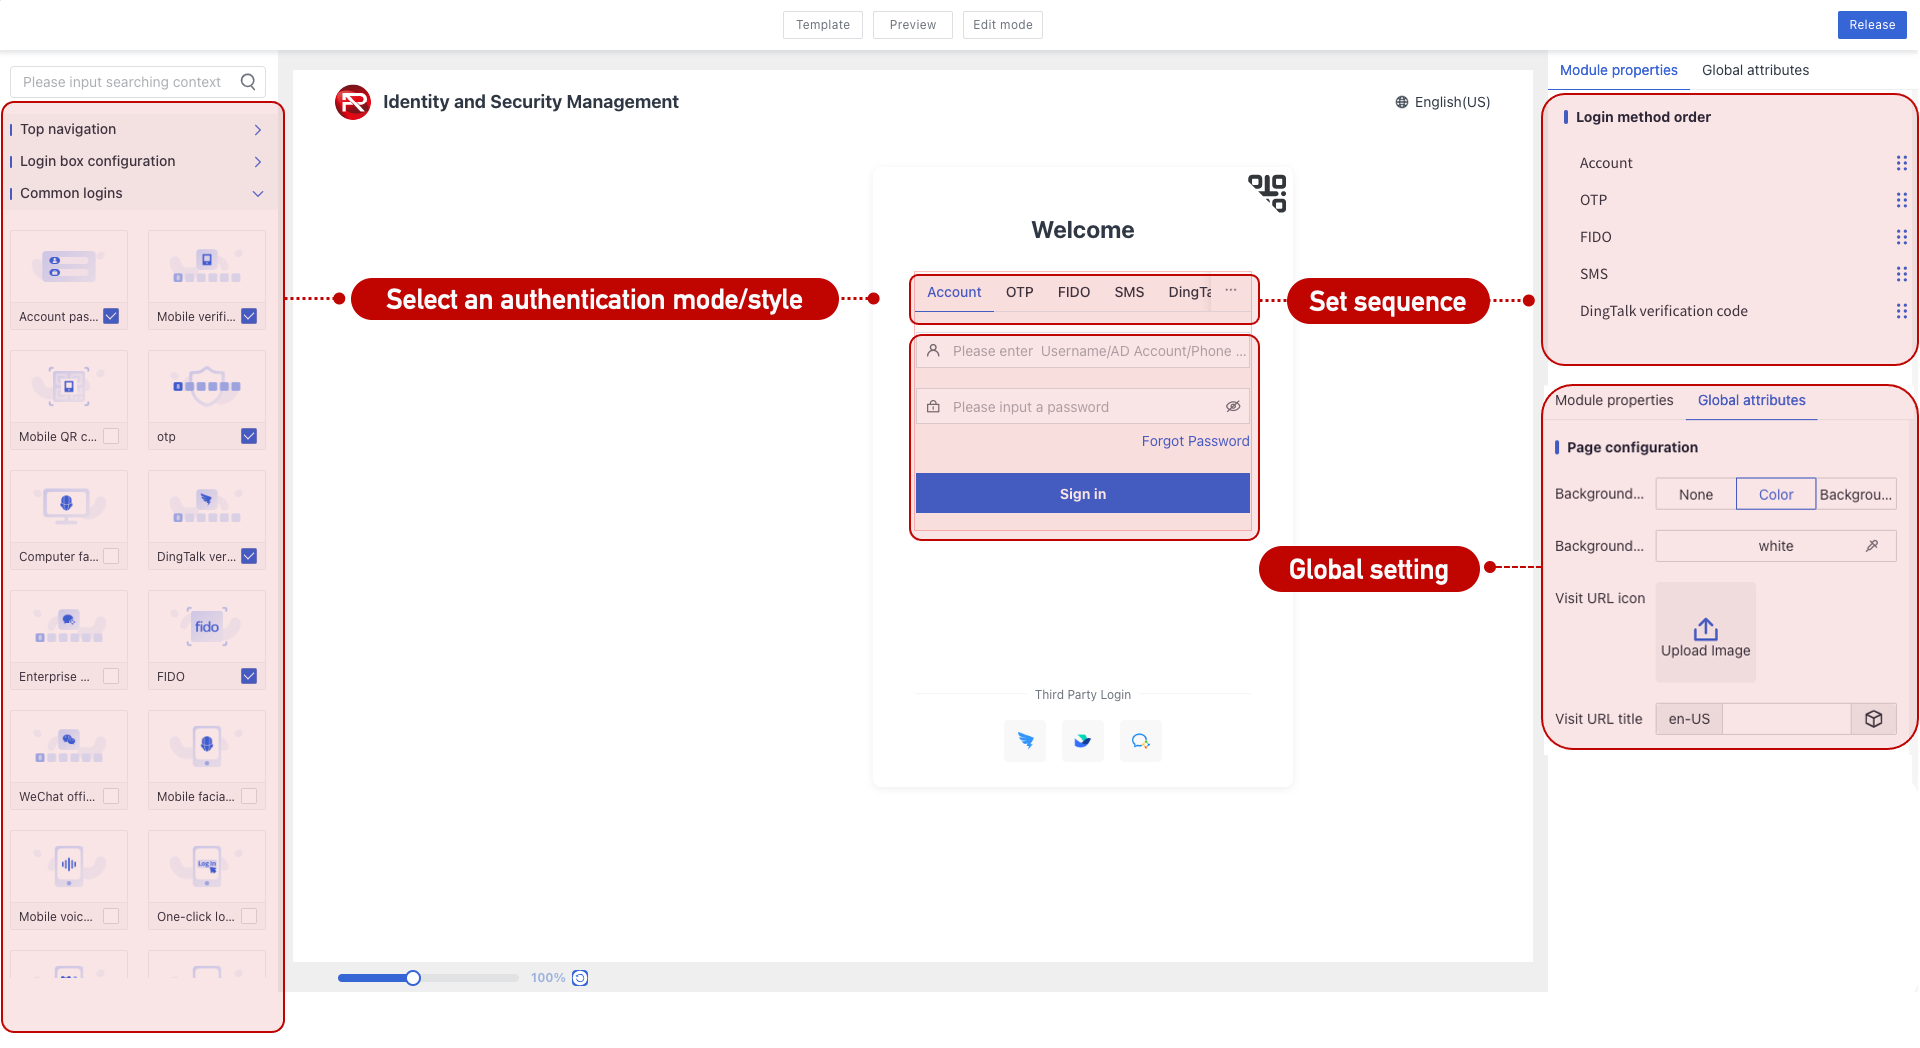 Template
Preview
Edit mode
Release
Please input searching context
Top navigation
Login box configuration
Common logins
Account pas...
Mobile verifi...
Mobile QR c...
otp
Computer fa...
DingTalk ver...
Enterprise ...
fido
FIDO
WeChat offi...
Mobile facia...
Mobile voic...
Log in
One-click lo...
Identity and Security Management
English(US)
Welcome
Select an authentication mode/style
Account OTP FIDO SMS DingTa ...
Set sequence
Please enter Username/AD Account/Phone ...
Please input a password
Forgot Password
Sign in
Global setting
Third Party Login
100%
Module properties
Global attributes
Login method order
Account
OTP
FIDO
SMS
DingTalk verification code
Module properties
Global attributes
Page configuration
Background... None Color Backgrou...
Background... white
Visit URL icon
Upload Image
Visit URL title en-US